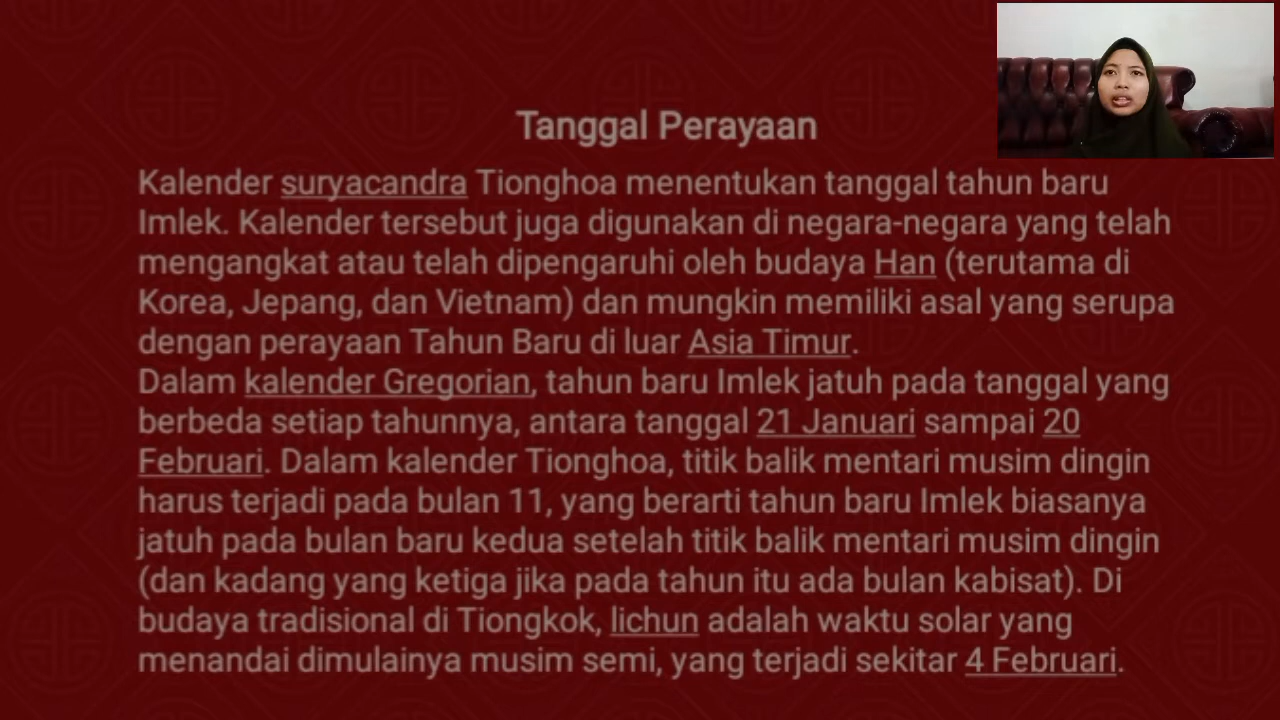 Tanggal Perayaan
Kalender suryacandra Tionghoa menentukan tanggal tahun baru
Imlek. Kalender tersebut juga digunakan di negara-negara yang telah
mengangkat atau telah dipengaruhi oleh budaya Han (terutama di
Korea, Jepang, dan Vietnam) dan mungkin memiliki asal yang serupa
dengan perayaan Tahun Baru di luar Asia Timur.
Dalam kalender Gregorian, tahun baru Imlek jatuh pada tanggal yang
berbeda setiap tahunnya, antara tanggal 21 Januari sampai 20
Februari. Dalam kalender Tionghoa, titik balik mentari musim dingin
harus terjadi pada bulan 11, yang berarti tahun baru Imlek biasanya
jatuh pada bulan baru kedua setelah titik balik mentari musim dingin
(dan kadang yang ketiga jika pada tahun itu ada bulan kabisat). Di
budaya tradisional di Tiongkok, lichun adalah waktu solar yang
menandai dimulainya musim semi, yang terjadi sekitar 4 Februari.